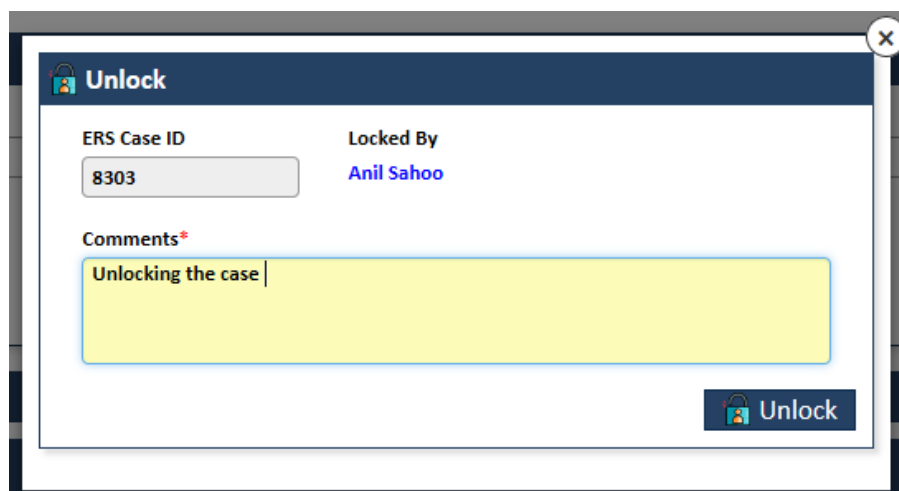 Unlock
ERS Case ID
Locked By
8303
Anil Sahoo
Comments*
Unlocking the case
Unlock